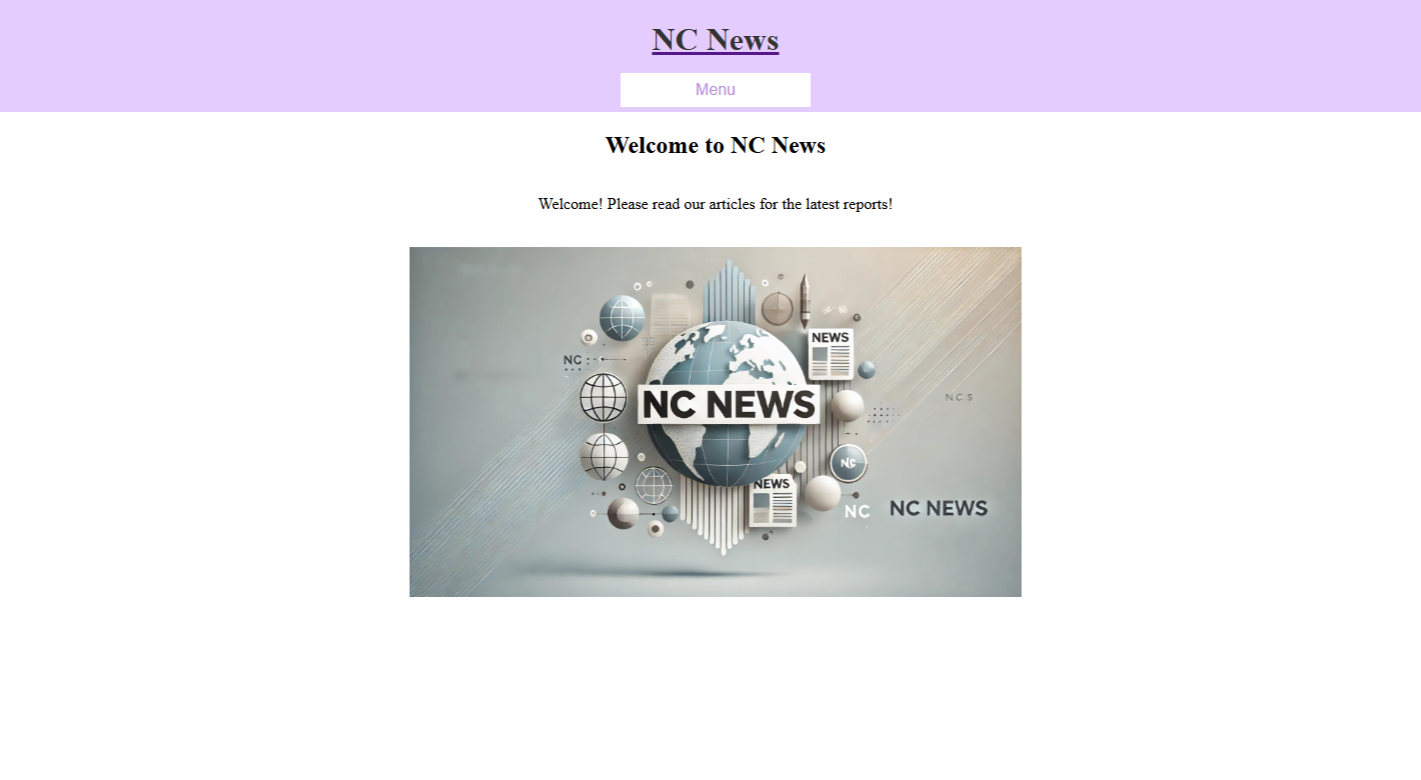 NC News
Menu
Welcome to NC News
Welcome! Please read our articles for the latest reports!
NEWS
NC
NC NEWS
NC S
NC
NEWS
NC
NC NEWS